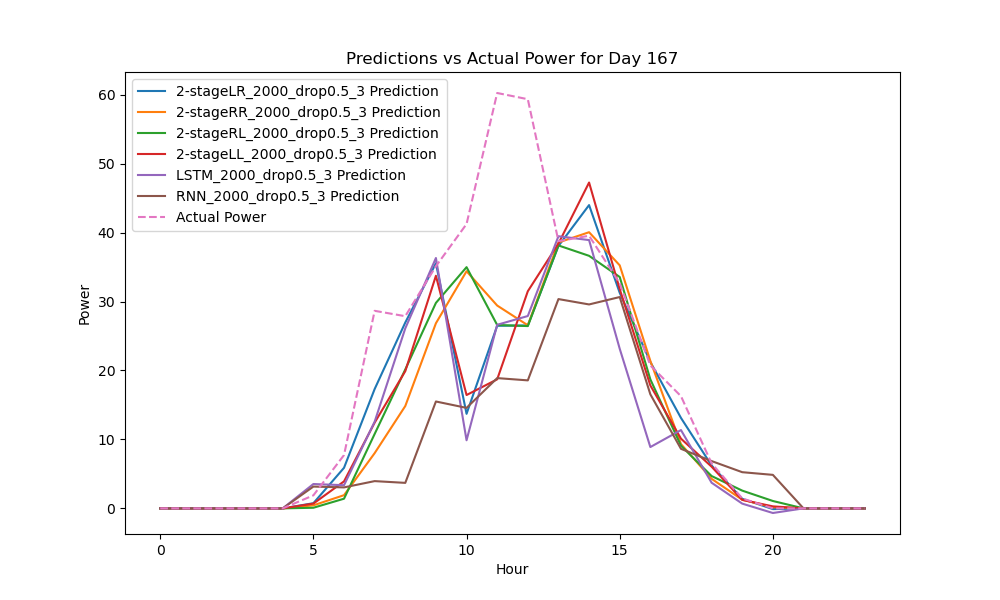 Predictions vs Actual Power for Day 167
2-stageLR_2000_drop0.5_3 Prediction
2-stageRR_2000_drop0.5_3 Prediction
2-stageRL_2000_drop0.5_3 Prediction
2-stageLL_2000_drop0.5_3 Prediction
LSTM_2000_drop0.5_3 Prediction
RNN_2000_drop0.5_3 Prediction
Actual Power
Power
60
50
40
30
20
10
0
0 5 10 15 20
Hour